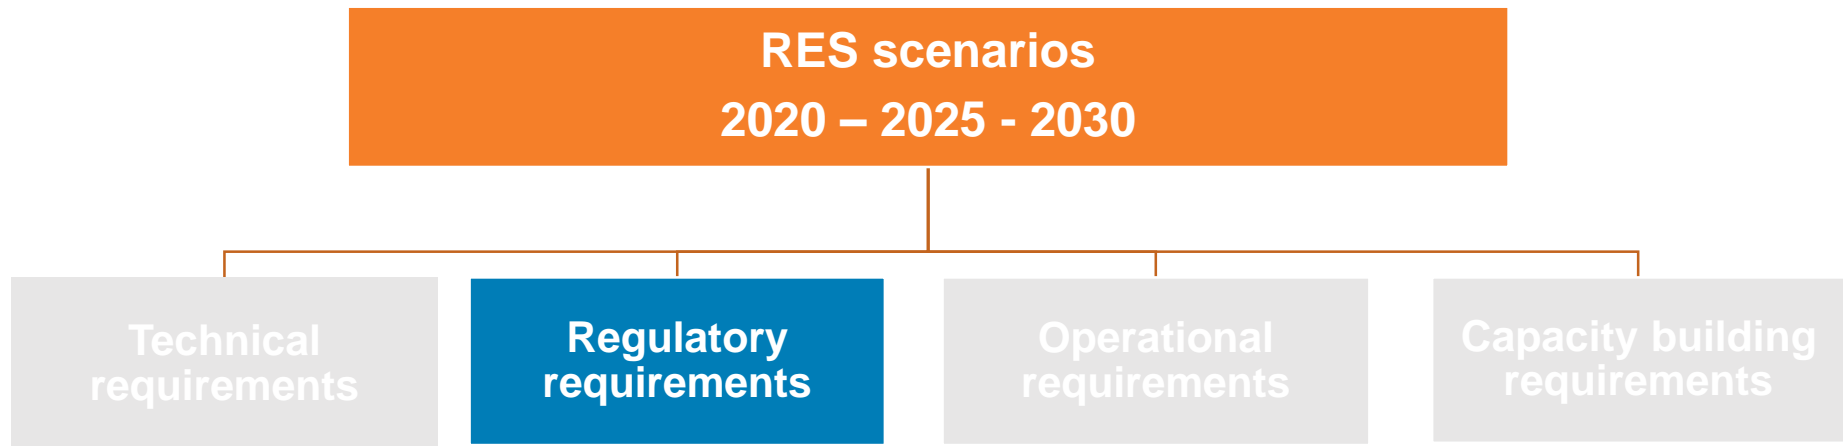 RES scenarios
2020 – 2025 - 2030
Technical
requirements
Regulatory
requirements
Operational
requirements
Capacity building
requirements